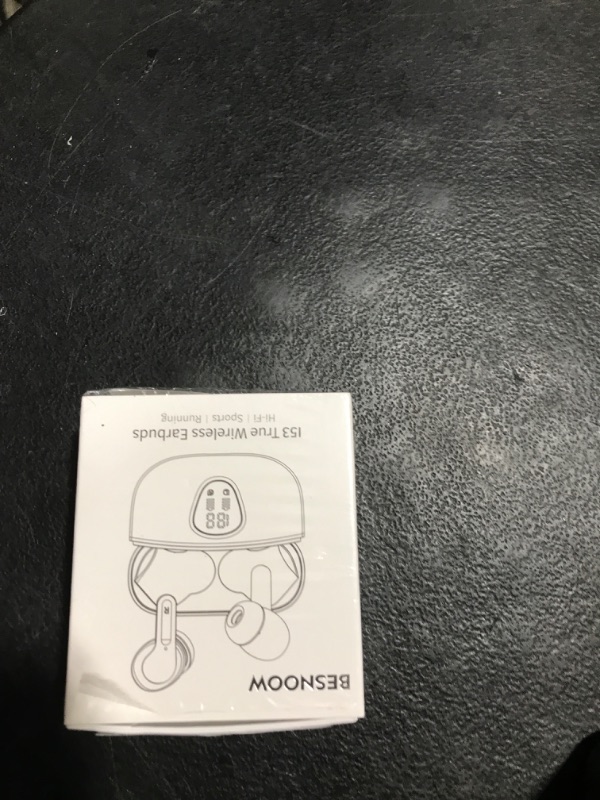 BESNOOW
188
I53 True Wireless Earbuds
Hi-Fi | Sports | Running